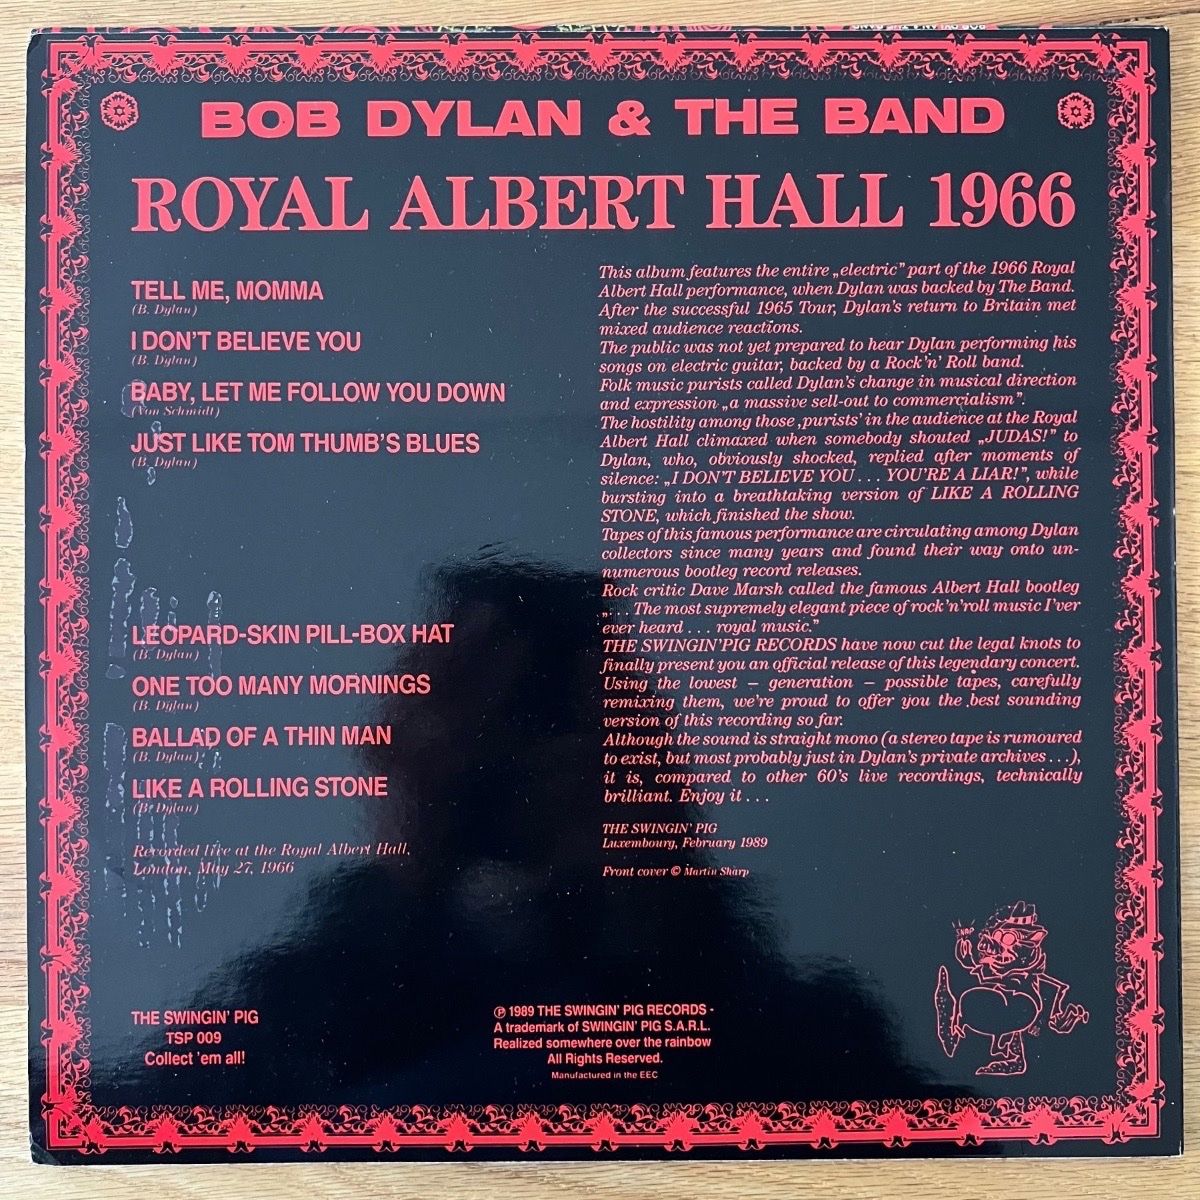 BOB DYLAN & THE BAND
ROYAL ALBERT HALL 1966
TELL ME, MOMMA
(B. Dylan)
I DON'T BELIEVE YOU
(B. Dylan)
BABY, LET ME FOLLOW YOU DOWN
(Von Schmidt)
JUST LIKE TOM THUMB'S BLUES
(B. Dylan)
LEOPARD-SKIN PILL-BOX HAT
(B. Dylan)
ONE TOO MANY MORNINGS
(B. Dylan)
BALLAD OF A THIN MAN
(B. Dylan)
LIKE A ROLLING STONE
(B. Dylan)
Recorded live at the Royal Albert Hall,
London, May 27, 1966
This album features the entire „electric" part of the 1966 Royal
Albert Hall performance, when Dylan was backed by The Band.
After the successful 1965 Tour, Dylan's return to Britain met
mixed audience reactions.
The public was not yet prepared to hear Dylan performing his
songs on electric guitar, backed by a Rock'n' Roll band.
Folk music purists called Dylan's change in musical direction
and expression „a massive sell-out to commercialism".
The hostility among those ‚purists' in the audience at the Royal
Albert Hall climaxed when somebody shouted „JUDAS!" to
Dylan, who, obviously shocked, replied after moments of
silence: „I DON'T BELIEVE YOU . . . YOU'RE A LIAR!", while
bursting into a breathtaking version of LIKE A ROLLING
STONE, which finished the show.
Tapes of this famous performance are circulating among Dylan
collectors since many years and found their way onto un-
numerous bootleg record releases.
Rock critic Dave Marsh called the famous Albert Hall bootleg
„. . . The most supremely elegant piece of rock'n'roll music I'ver
ever heard . . . royal music."
THE SWINGIN'PIG RECORDS have now cut the legal knots to
finally present you an official release of this legendary concert.
Using the lowest – generation – possible tapes, carefully
remixing them, we're proud to offer you the best sounding
version of this recording so far.
Although the sound is straight mono (a stereo tape is rumoured
to exist, but most probably just in Dylan's private archives . . .),
it is, compared to other 60's live recordings, technically
brilliant. Enjoy it . . .
THE SWINGIN' PIG
Luxembourg, February 1989
Front cover © Martin Sharp
SNAP
THE SWINGIN' PIG
TSP 009
Collect 'em all!
℗ 1989 THE SWINGIN' PIG RECORDS -
A trademark of SWINGIN' PIG S.A.R.L.
Realized somewhere over the rainbow
All Rights Reserved.
Manufactured in the EEC